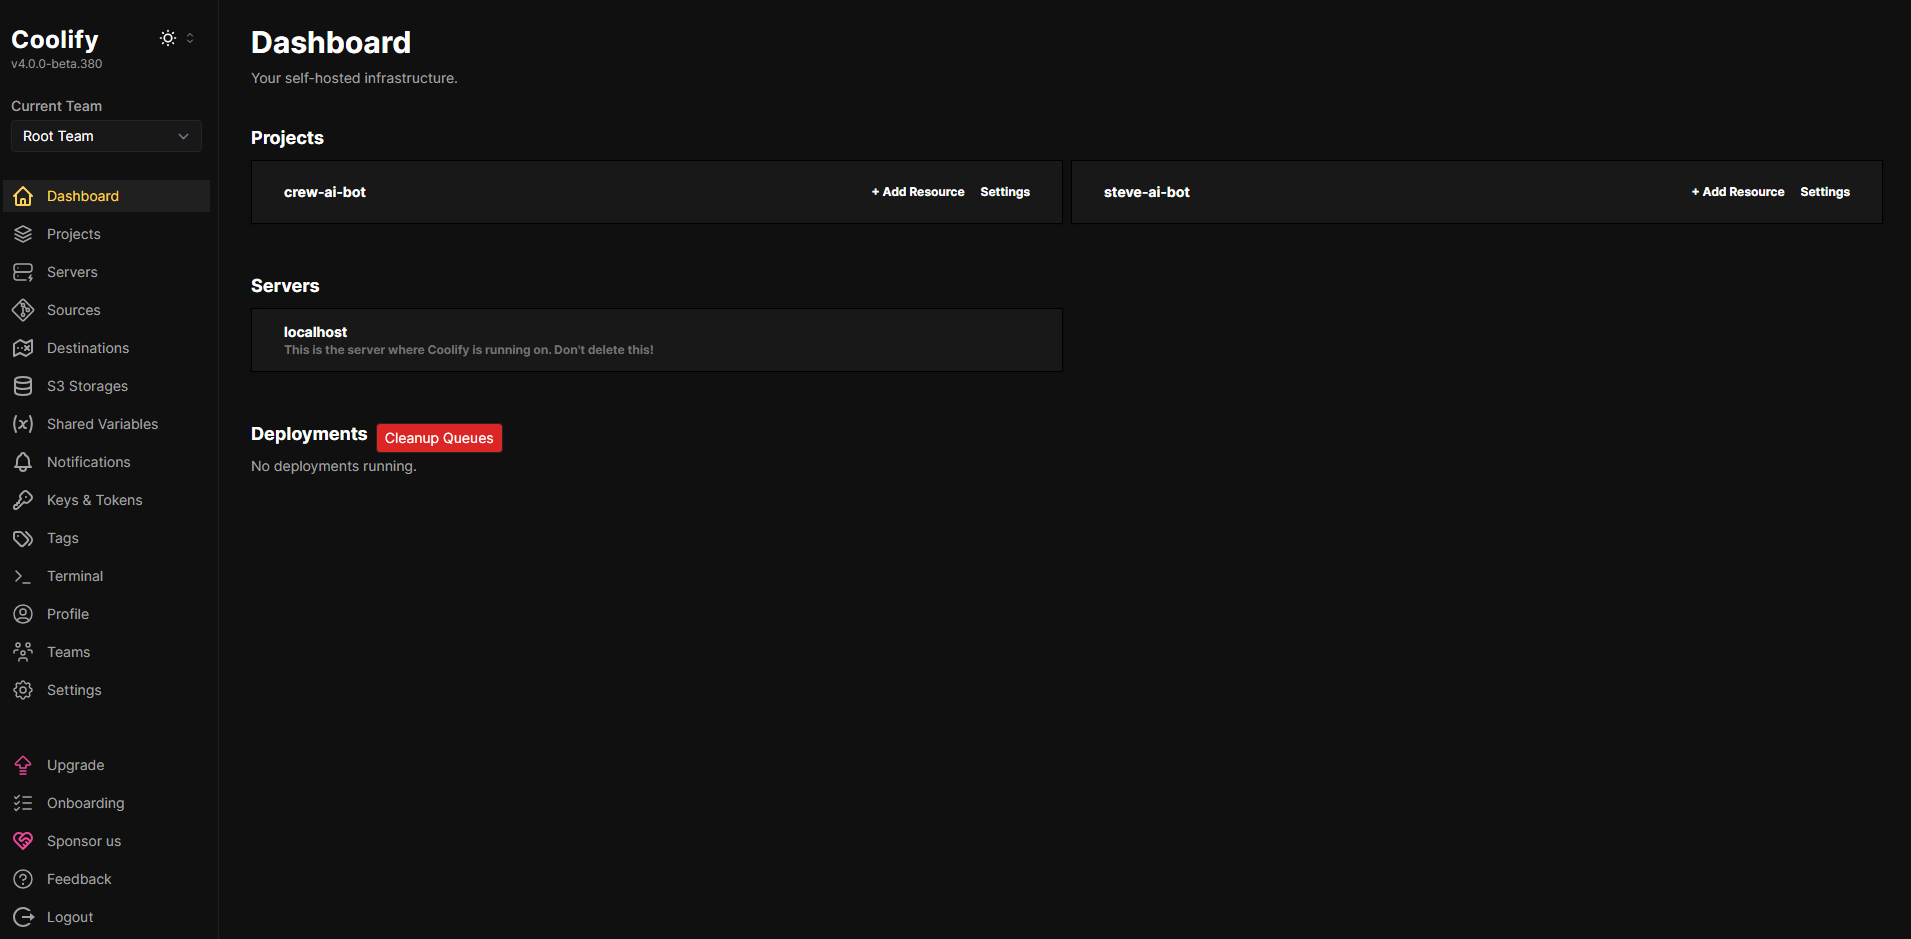 Coolify
v4.0.0-beta.380
Current Team
Root Team
Dashboard
Projects
Servers
Sources
Destinations
S3 Storages
Shared Variables
Notifications
Keys & Tokens
Tags
Terminal
Profile
Teams
Settings
Upgrade
Onboarding
Sponsor us
Feedback
Logout
Dashboard
Your self-hosted infrastructure.
Projects
crew-ai-bot + Add Resource Settings
steve-ai-bot + Add Resource Settings
Servers
localhost
This is the server where Coolify is running on. Don't delete this!
Deployments Cleanup Queues
No deployments running.